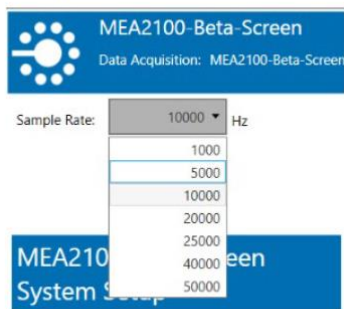 MEA2100-Beta-Screen
Data Acquisition: MEA2100-Beta-Screen
Sample Rate: 10000 Hz
1000
5000
10000
20000
25000
40000
50000
MEA210 een
System